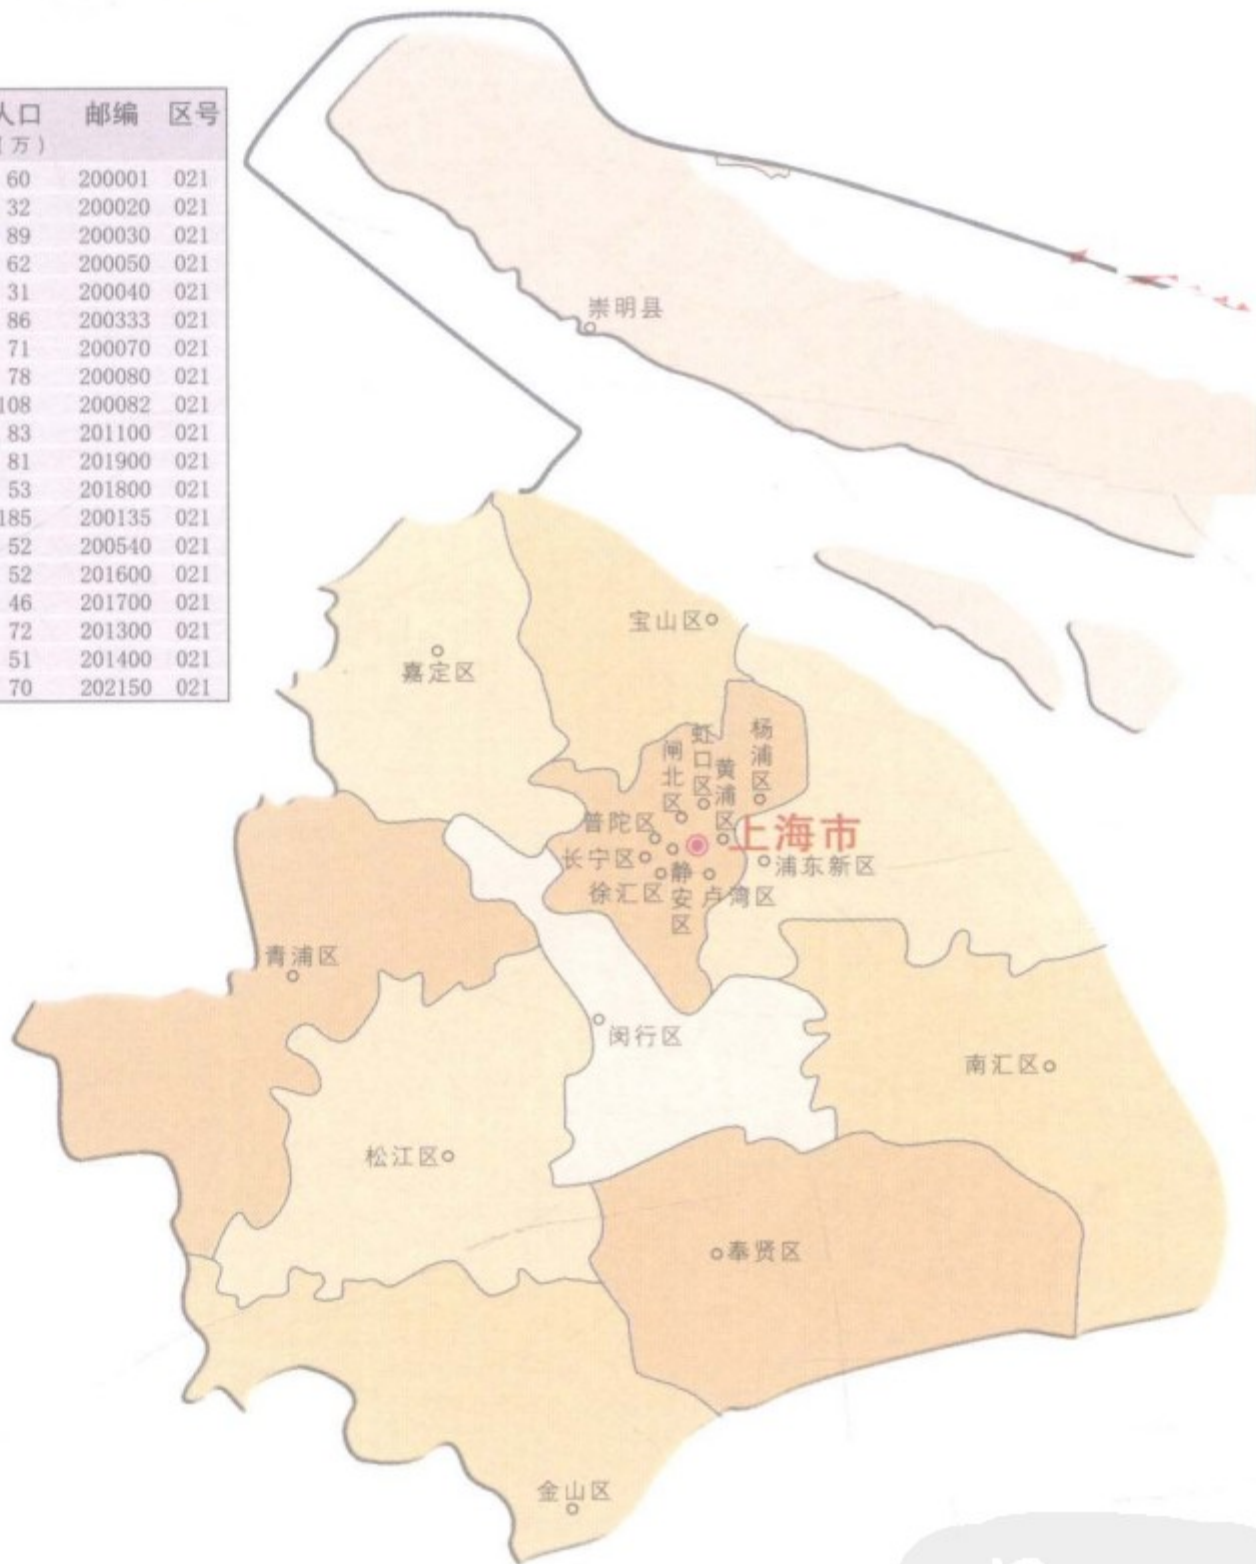 人口 邮编 区号
(万)
60 200001 021
32 200020 021
89 200030 021
62 200050 021
31 200040 021
86 200333 021
71 200070 021
78 200080 021
108 200082 021
83 201100 021
81 201900 021
53 201800 021
185 200135 021
52 200540 021
52 201600 021
46 201700 021
72 201300 021
51 201400 021
70 202150 021
崇明县
宝山区
嘉定区
杨浦区
虹口区
闸北区
黄浦区
普陀区
上海市
长宁区
浦东新区
徐汇区
静安区
卢湾区
青浦区
闵行区
南汇区
松江区
奉贤区
金山区